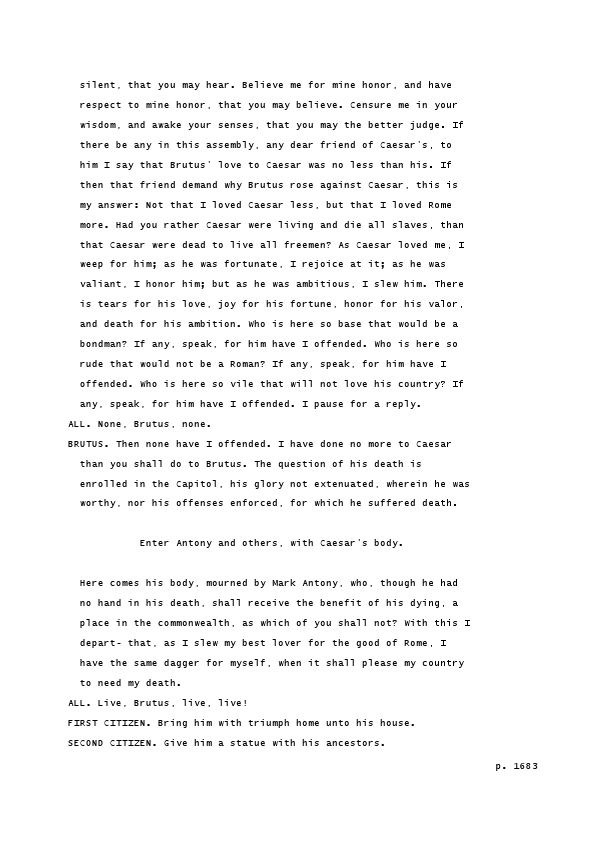 silent, that you may hear. Believe me for mine honor, and have
respect to mine honor, that you may believe. Censure me in your
wisdom, and awake your senses, that you may the better judge. If
there be any in this assembly, any dear friend of Caesar's, to
him I say that Brutus' love to Caesar was no less than his. If
then that friend demand why Brutus rose against Caesar, this is
my answer: Not that I loved Caesar less, but that I loved Rome
more. Had you rather Caesar were living and die all slaves, than
that Caesar were dead to live all freemen? As Caesar loved me, I
weep for him; as he was fortunate, I rejoice at it; as he was
valiant, I honor him; but as he was ambitious, I slew him. There
is tears for his love, joy for his fortune, honor for his valor,
and death for his ambition. Who is here so base that would be a
bondman? If any, speak, for him have I offended. Who is here so
rude that would not be a Roman? If any, speak, for him have I
offended. Who is here so vile that will not love his country? If
any, speak, for him have I offended. I pause for a reply.
ALL. None, Brutus, none.
BRUTUS. Then none have I offended. I have done no more to Caesar
than you shall do to Brutus. The question of his death is
enrolled in the Capitol, his glory not extenuated, wherein he was
worthy, nor his offenses enforced, for which he suffered death.
Enter Antony and others, with Caesar's body.
Here comes his body, mourned by Mark Antony, who, though he had
no hand in his death, shall receive the benefit of his dying, a
place in the commonwealth, as which of you shall not? With this I
depart- that, as I slew my best lover for the good of Rome, I
have the same dagger for myself, when it shall please my country
to need my death.
ALL. Live, Brutus, live, live!
FIRST CITIZEN. Bring him with triumph home unto his house.
SECOND CITIZEN. Give him a statue with his ancestors.
p. 1683